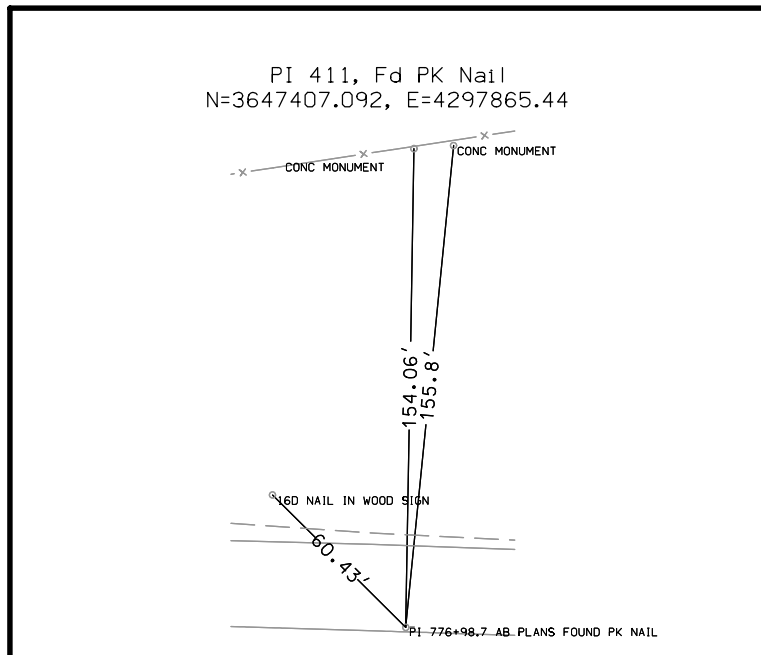 PI 411, Fd PK Nail
N=3647407.092, E=4297865.44
CONC MONUMENT
CONC MONUMENT
154.06'
155.8'
16D NAIL IN WOOD SIGN
60.43'
PI 776+98.7 AB PLANS FOUND PK NAIL